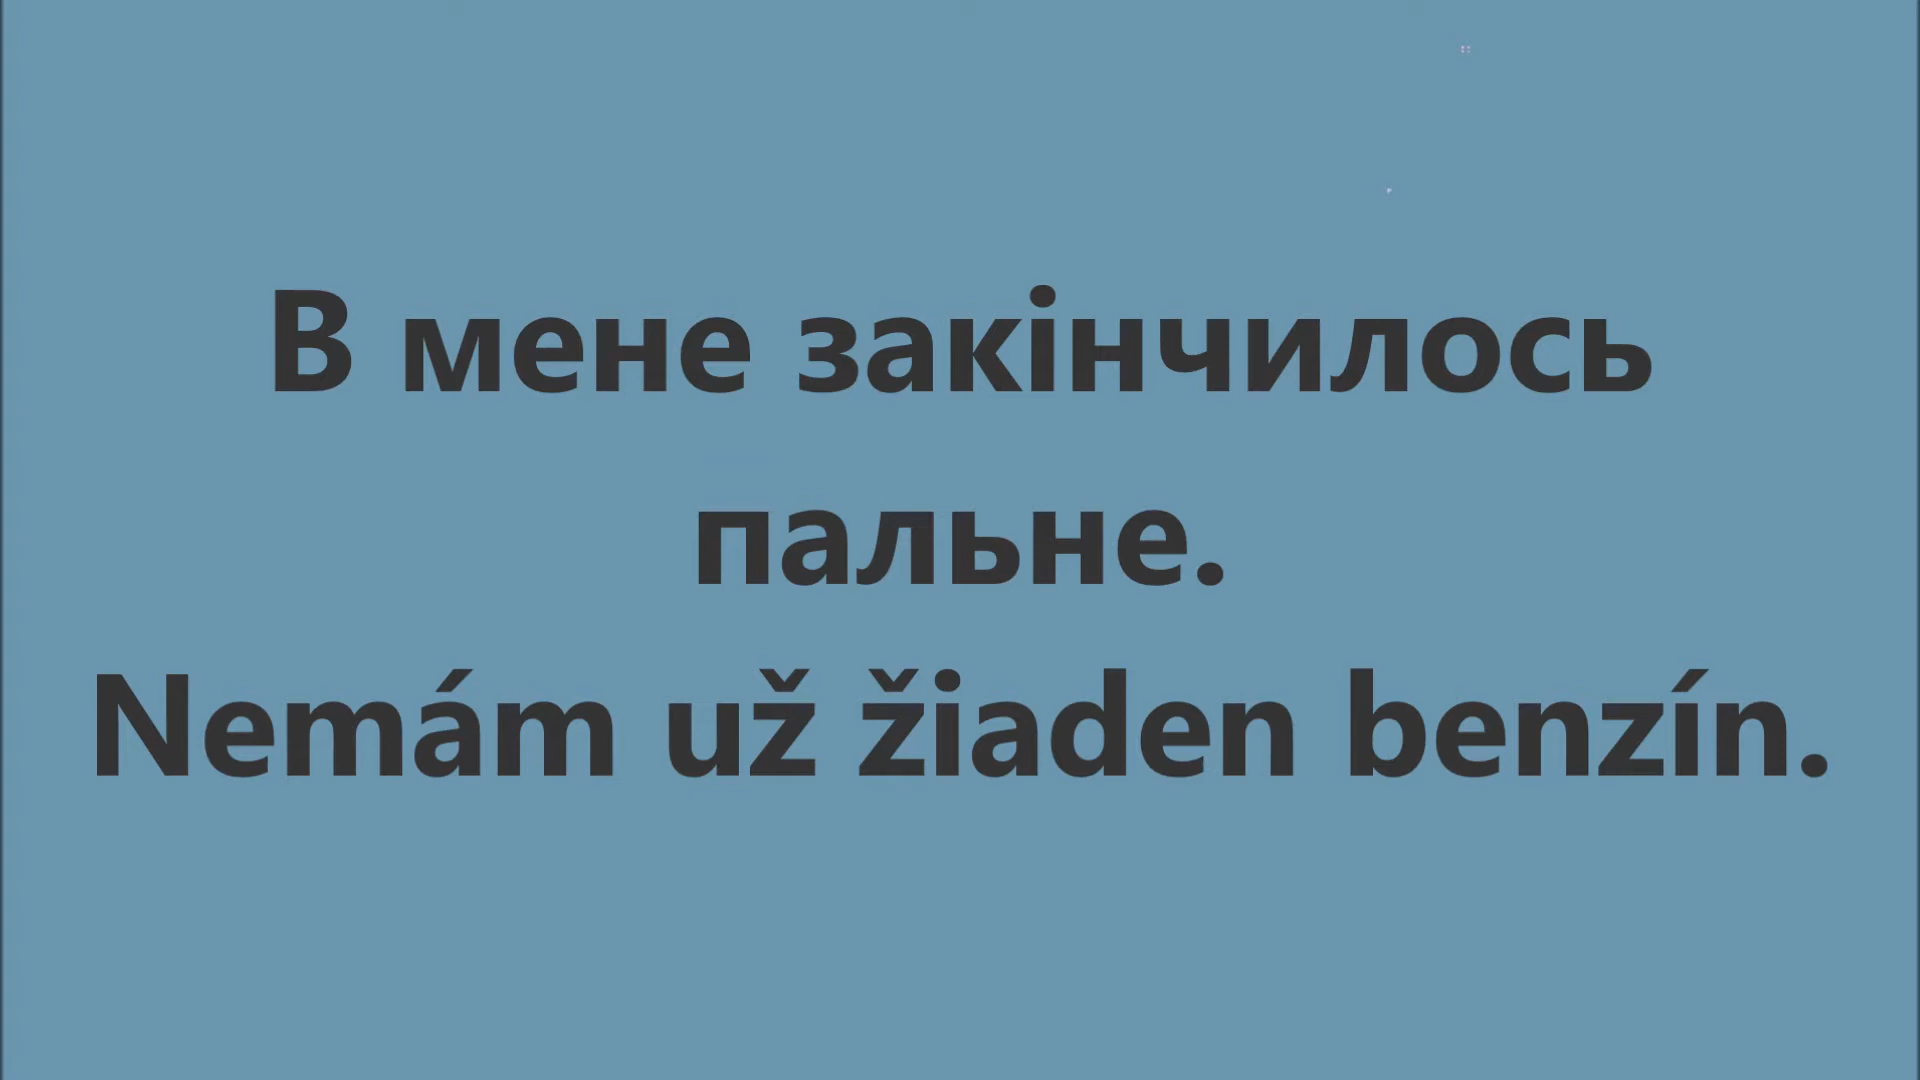 В мене закінчилось
пальне.
Nemám už žiaden benzín.